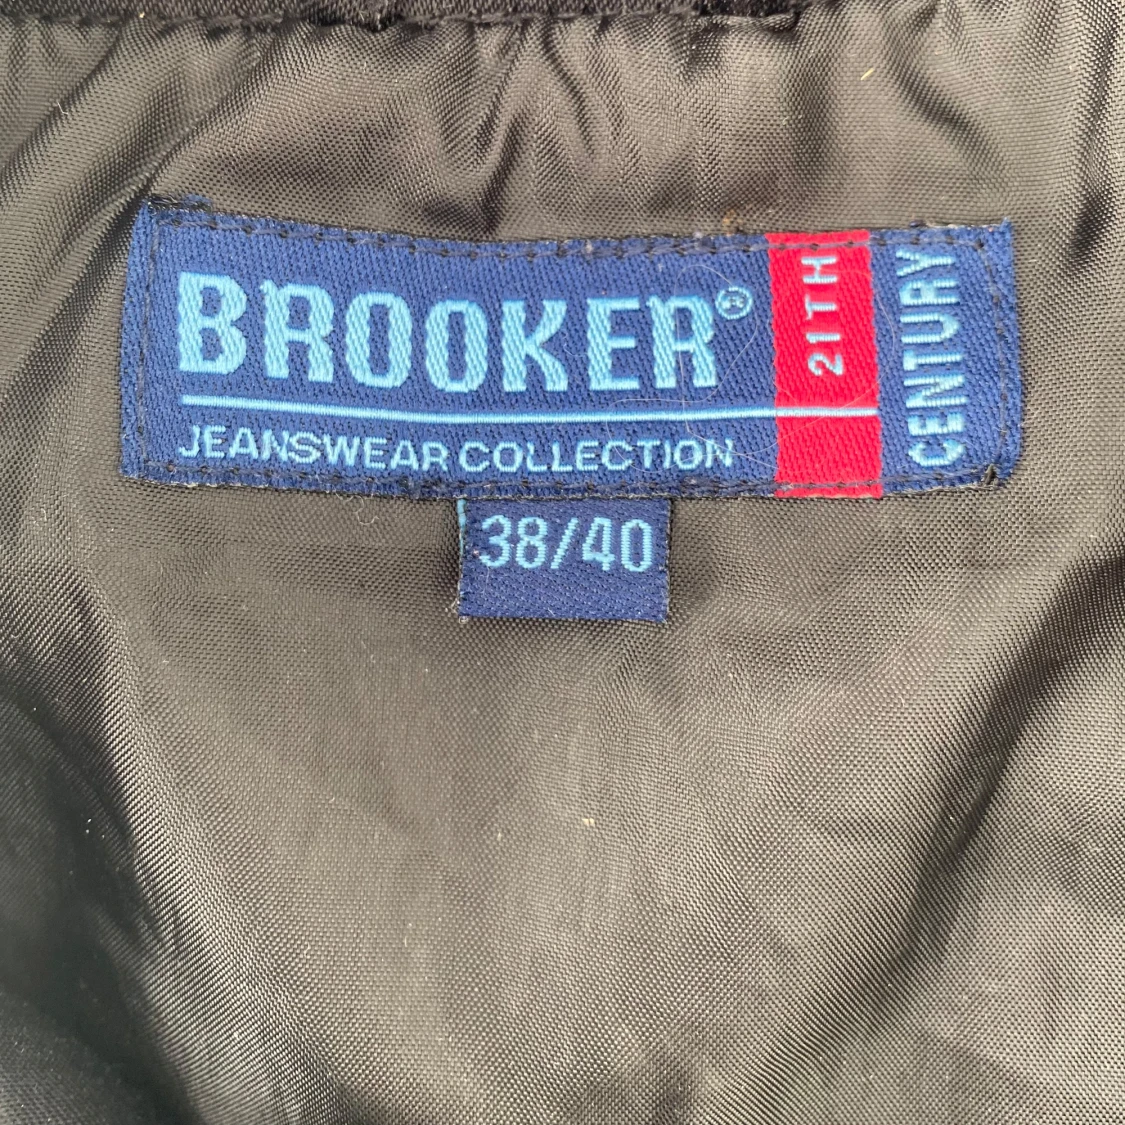 BROOKER®
JEANSWEAR COLLECTION
21TH
CENTURY
38/40